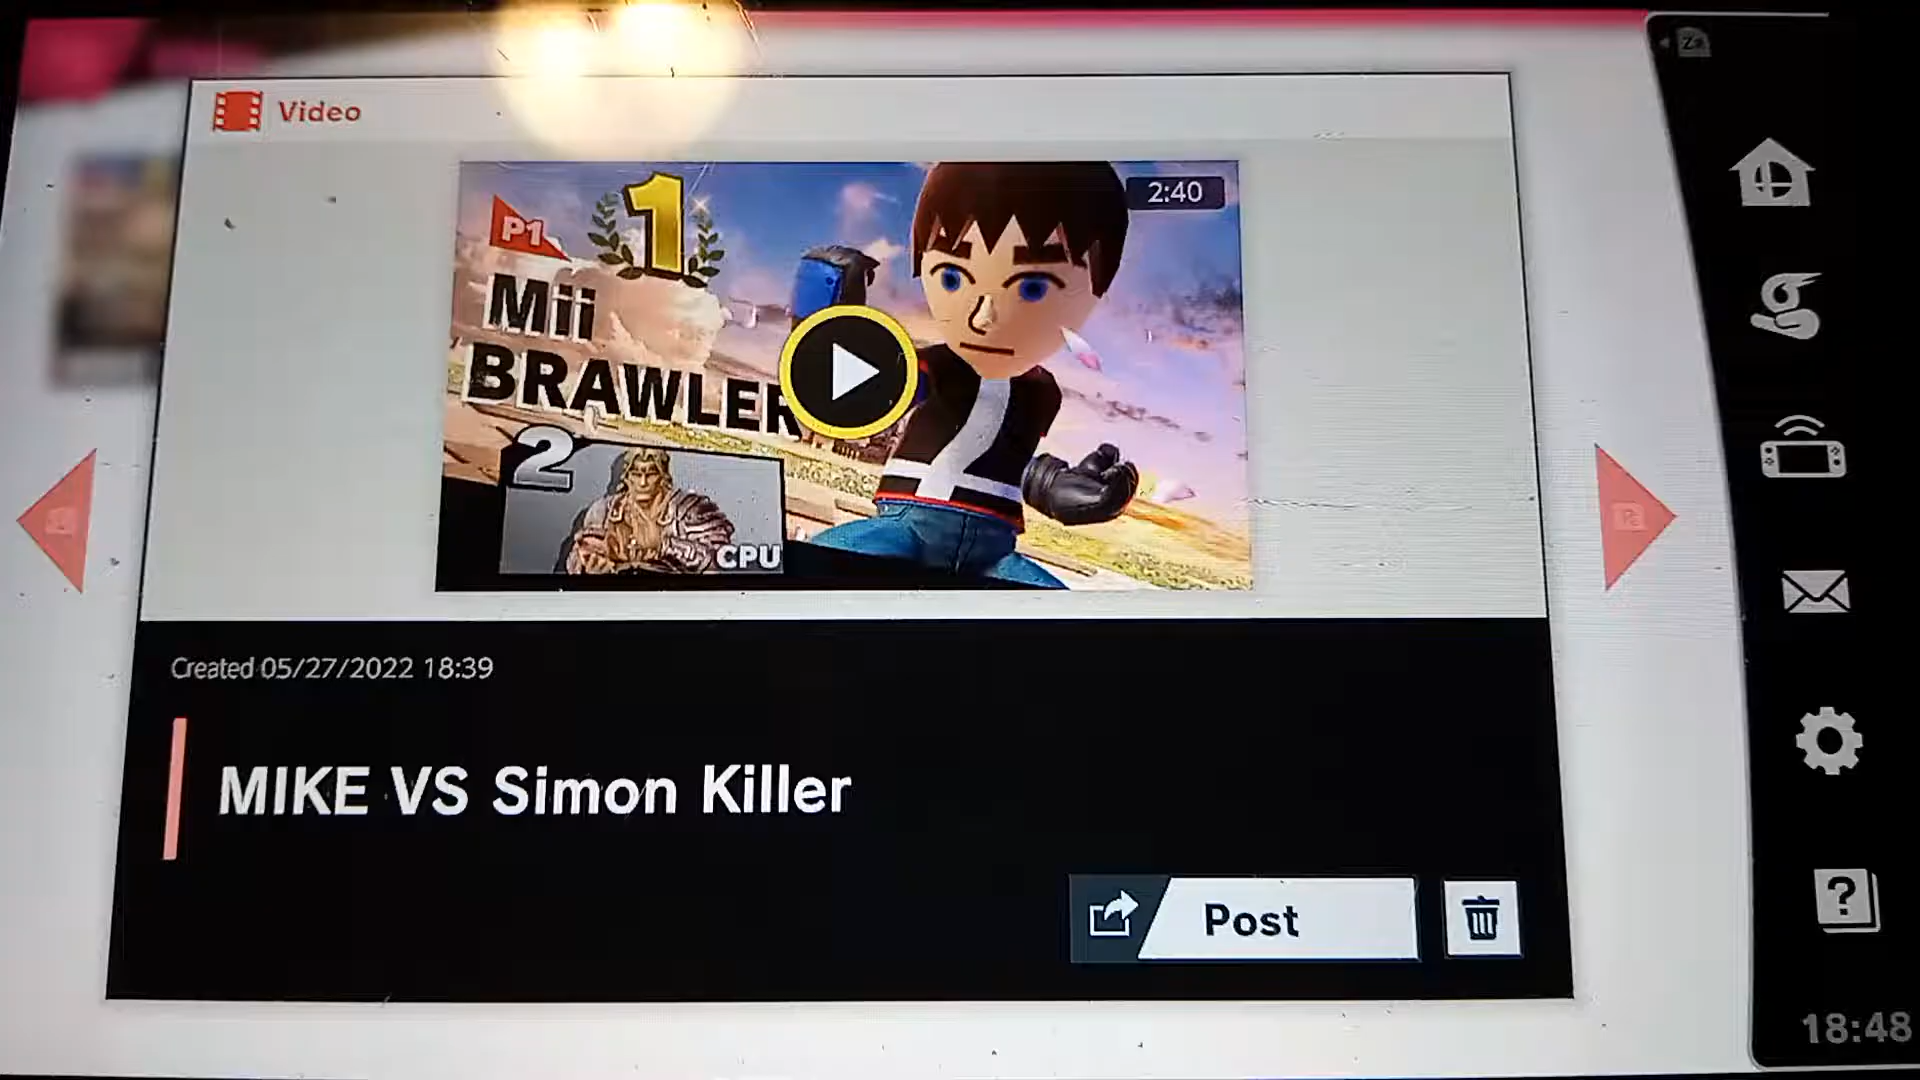 Video
2:40
P1
1
Mii
BRAWLER
2
CPU
Created 05/27/2022 18:39
MIKE VS Simon Killer
Post
?
18:48